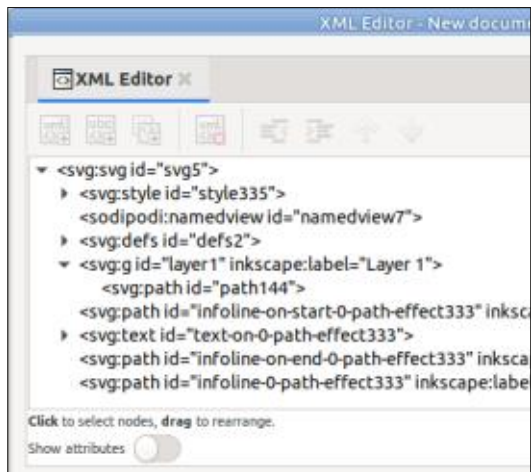 XML Editor - New docum
XML Editor
<svg:svg id="svg5">
<svg:style id="style335">
<sodipodi:namedview id="namedview7">
<svg:defs id="defs2">
<svg:g id="layer1" inkscape:label="Layer 1">
<svg:path id="path144">
<svg:path id="infoline-on-start-0-path-effect333" inksca
<svg:text id="text-on-0-path-effect333">
<svg:path id="infoline-on-end-0-path-effect333" inksca
<svg:path id="infoline-0-path-effect333" inkscape:labe
Click to select nodes, drag to rearrange.
Show attributes